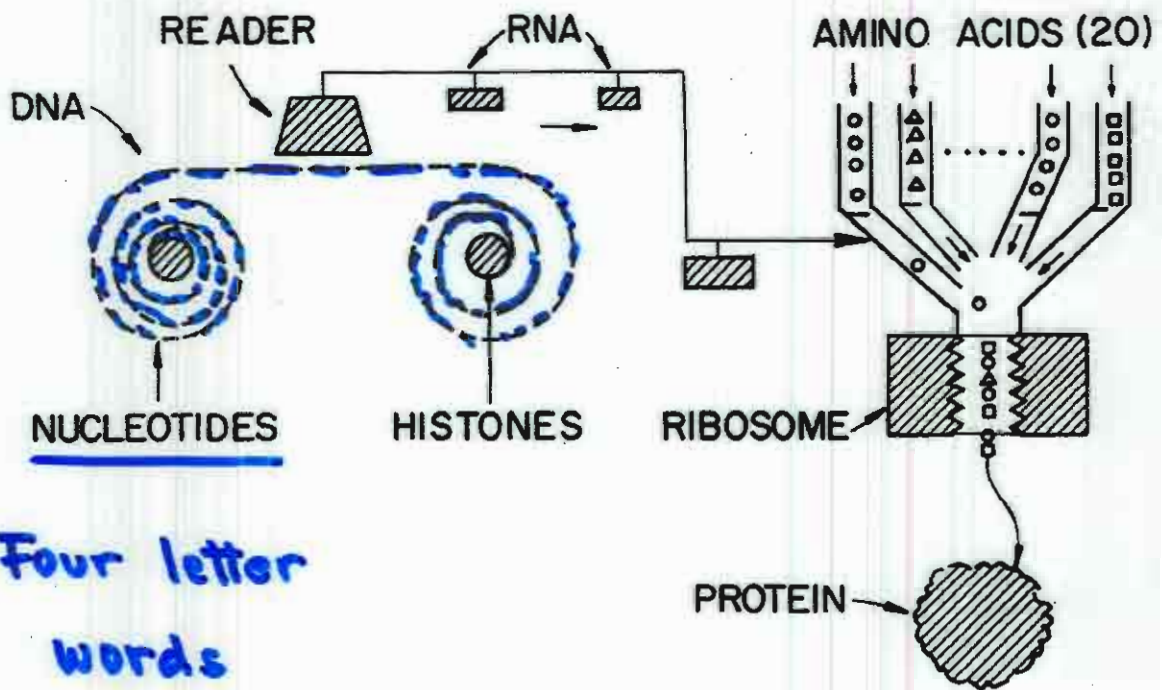 READER
RNA
AMINO ACIDS (20)
DNA
NUCLEOTIDES
HISTONES
RIBOSOME
PROTEIN
Four letter
words